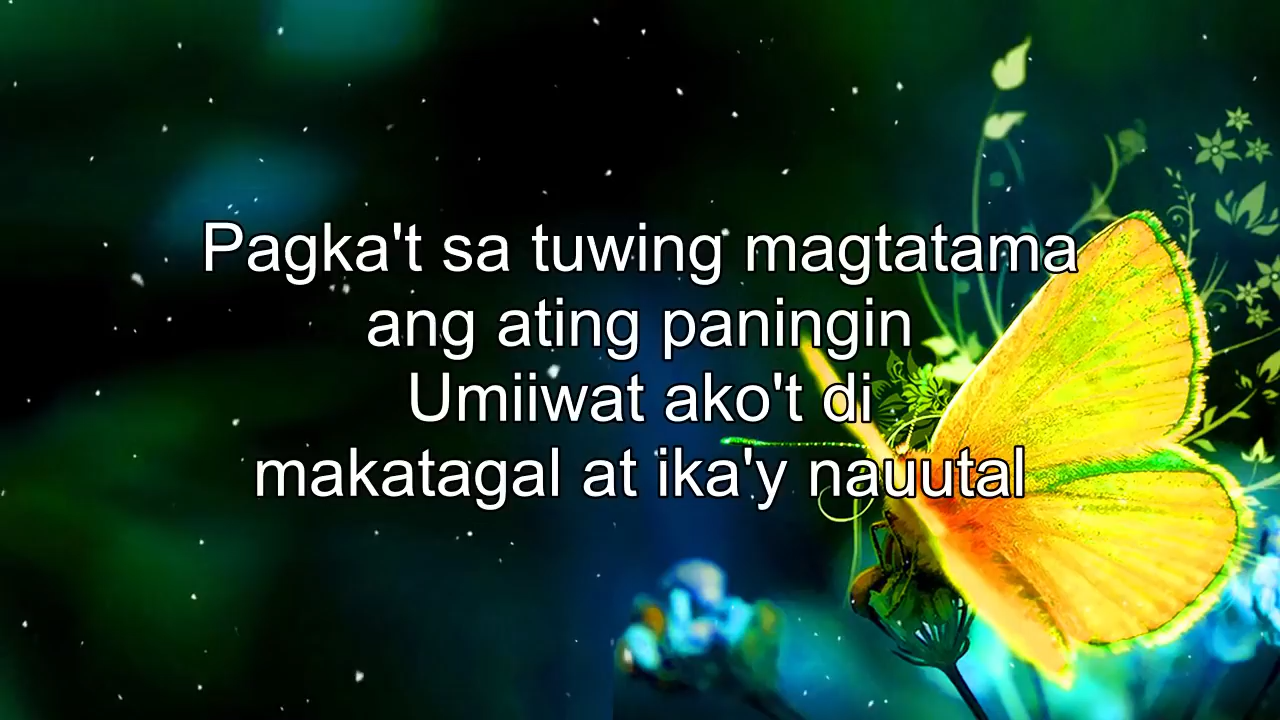 Pagka't sa tuwing magtatama
ang ating paningin
Umiiwat ako't di
makatagal at ika'y nauutal